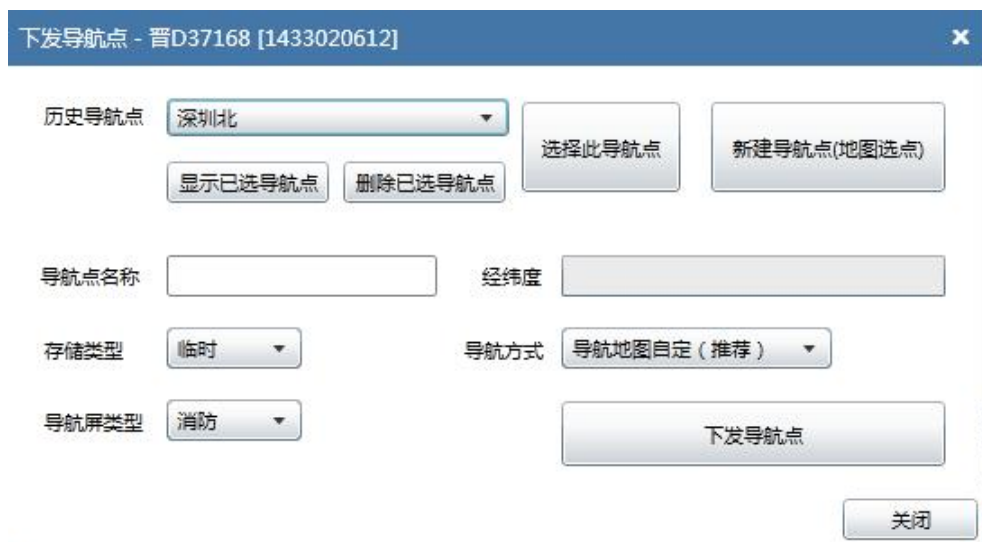 下发导航点 - 晋D37168 [1433020612]
历史导航点 深圳北 选择此导航点 新建导航点(地图选点)
显示已选导航点 删除已选导航点
导航点名称 经纬度
存储类型 临时 导航方式 导航地图自定（推荐）
导航屏类型 消防 下发导航点
关闭